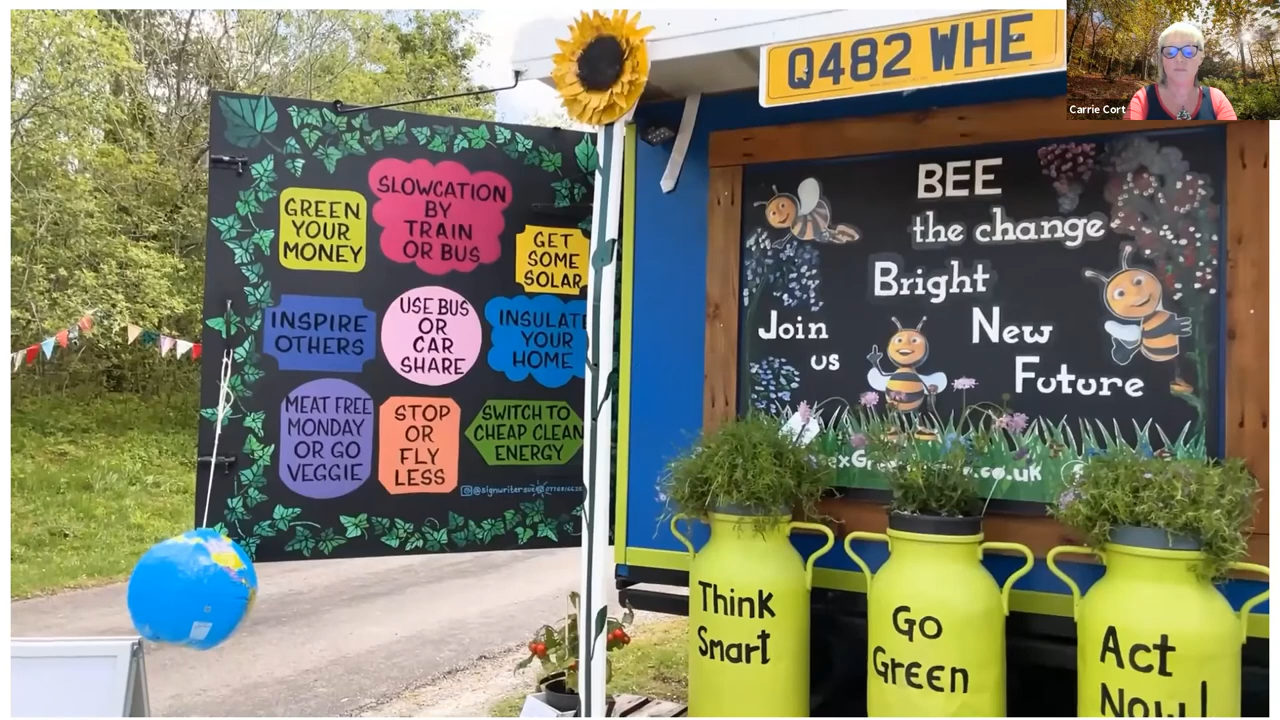 Q482 WHE
Carrie Cort
SLOWCATION
BY
TRAIN
OR BUS
GREEN
YOUR
MONEY
GET
SOME
SOLAR
INSPIRE
OTHERS
USE BUS
OR
CAR
SHARE
INSULATE
YOUR
HOME
MEAT FREE
MONDAY
OR GO
VEGGIE
STOP
OR
FLY
LESS
SWITCH TO
CHEAP CLEAN
ENERGY
BEE
the change
Bright
New
Future
Join
us
.co.uk
Think
Smart
Go
Green
Act
Now!